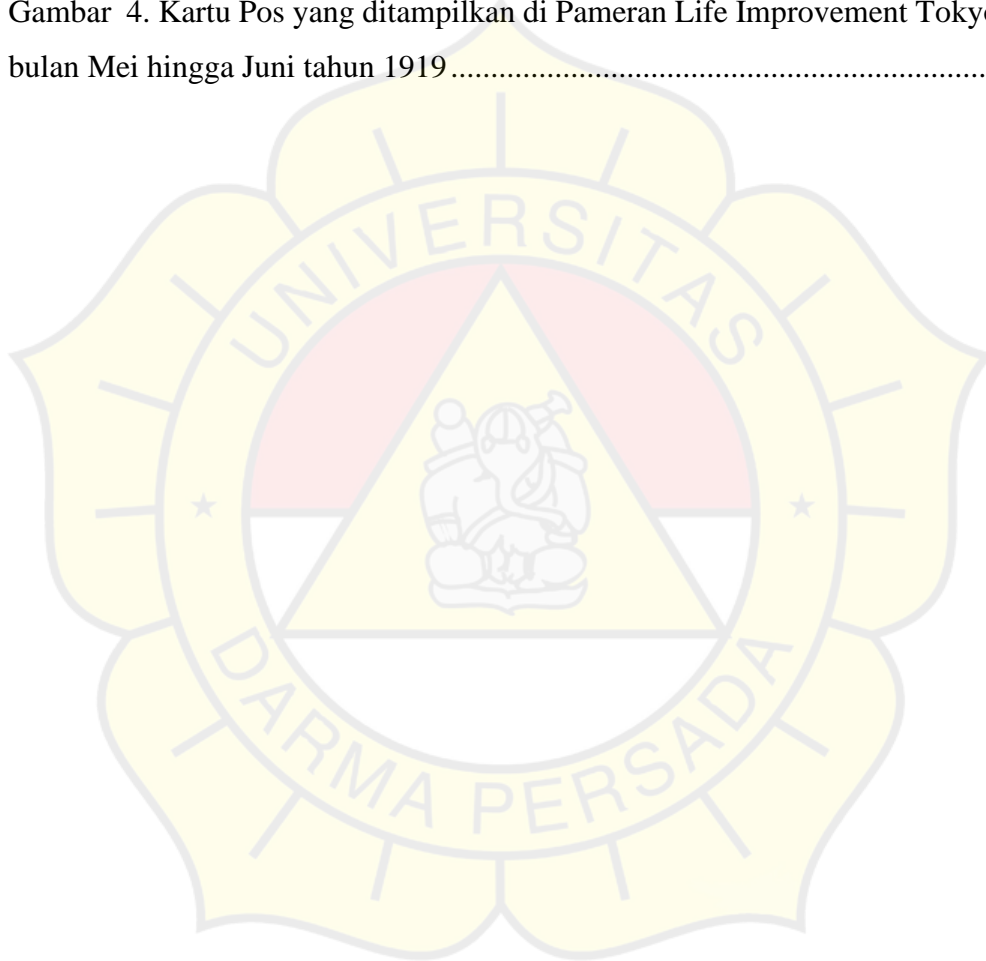 Gambar 4. Kartu Pos yang ditampilkan di Pameran Life Improvement Tokyo
bulan Mei hingga Juni tahun 1919 ..................................................................
UNIVERSITAS
DARMA PERSADA